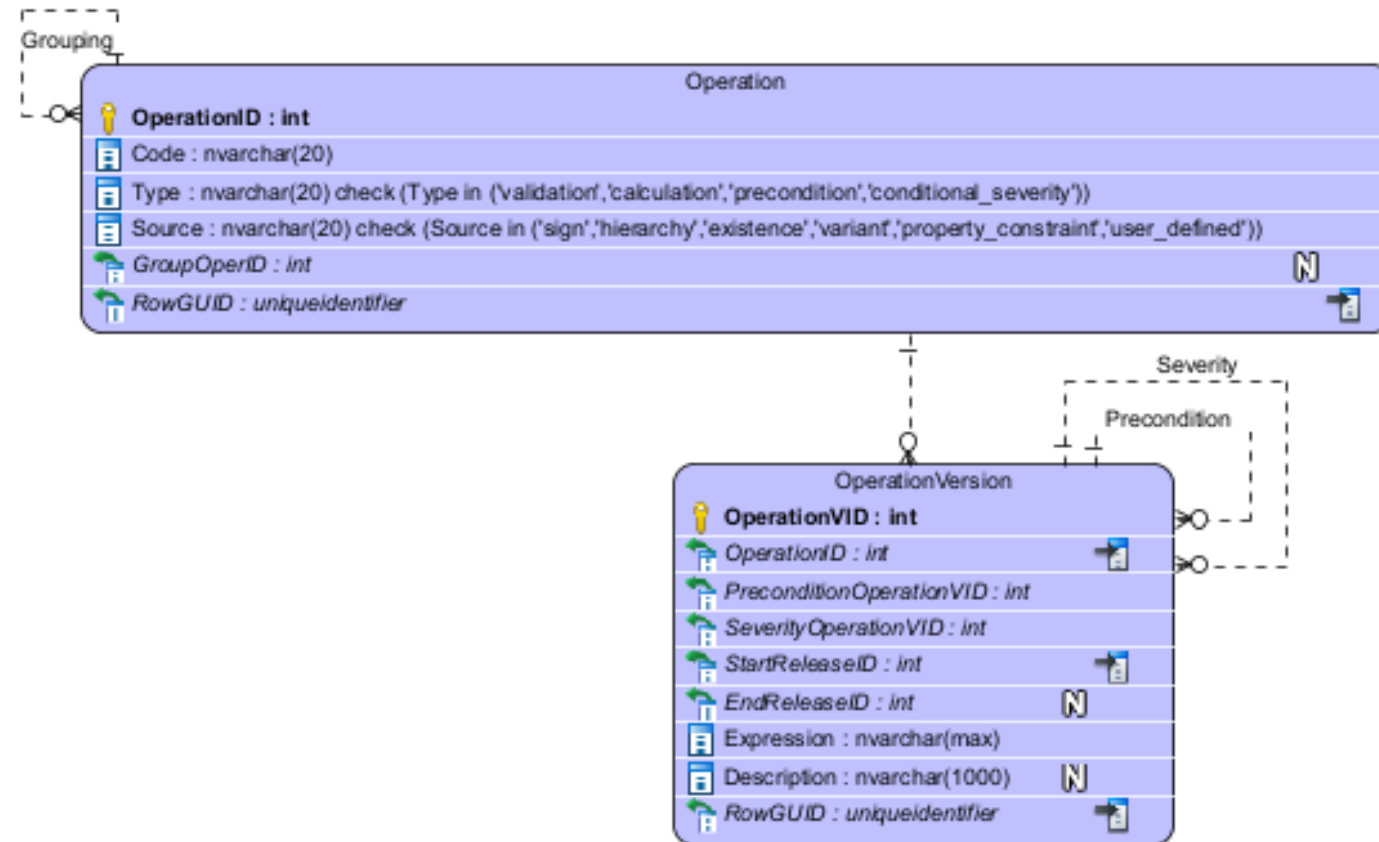 Grouping
Operation
OperationID : int
Code : nvarchar(20)
Type : nvarchar(20) check (Type in ('validation','calculation','precondition','conditional_severity'))
Source : nvarchar(20) check (Source in ('sign','hierarchy','existence','variant','property_constraint','user_defined'))
GroupOperID : int N
RowGUID : uniqueidentifier
Severity
Precondition
OperationVersion
OperationVID : int
OperationID : int
PreconditionOperationVID : int
SeverityOperationVID : int
StartReleaseID : int
EndReleaseID : int N
Expression : nvarchar(max)
Description : nvarchar(1000) N
RowGUID : uniqueidentifier